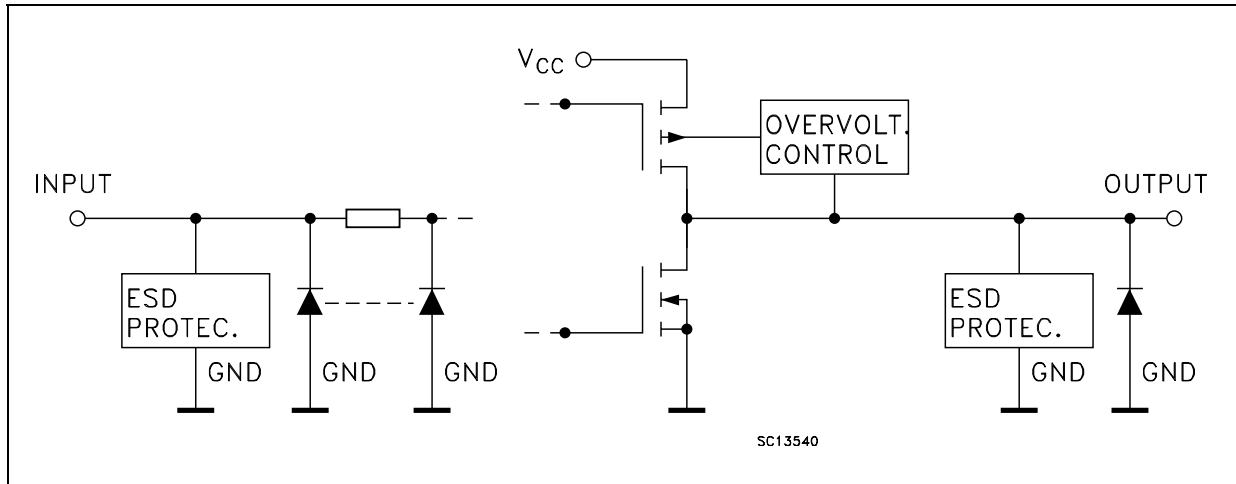 VCC
OVERVOLT.
CONTROL
INPUT
OUTPUT
ESD
PROTEC.
GND
GND
GND
ESD
PROTEC.
GND
GND
SC13540